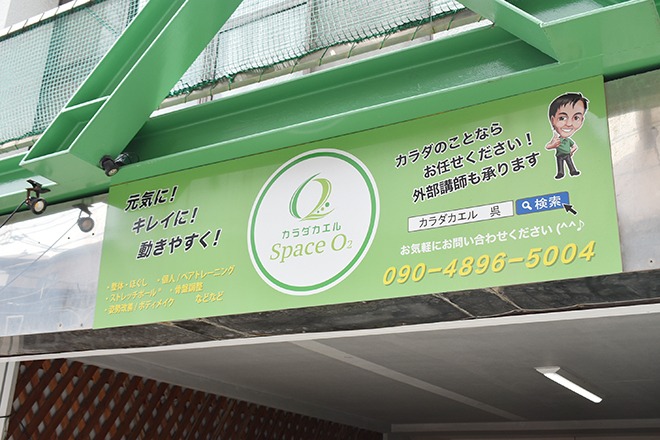 元気に！
キレイに！
動きやすく！
・整体・ほぐし ・個人/ペアトレーニング
・ストレッチポール® ・骨盤調整
・姿勢改善/ボディメイク などなど
カラダカエル
Space O₂
カラダのことなら
お任せください！
外部講師も承ります
カラダカエル 呉 検索
お気軽にお問い合わせください(^^♪
090-4896-5004